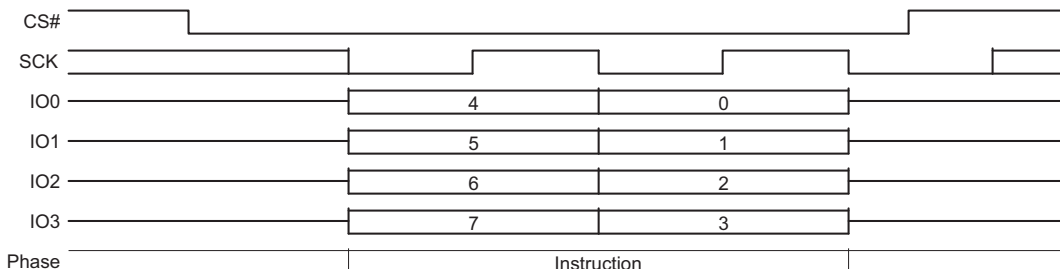 CS#
SCK
IO0 4 0
IO1 5 1
IO2 6 2
IO3 7 3
Phase Instruction